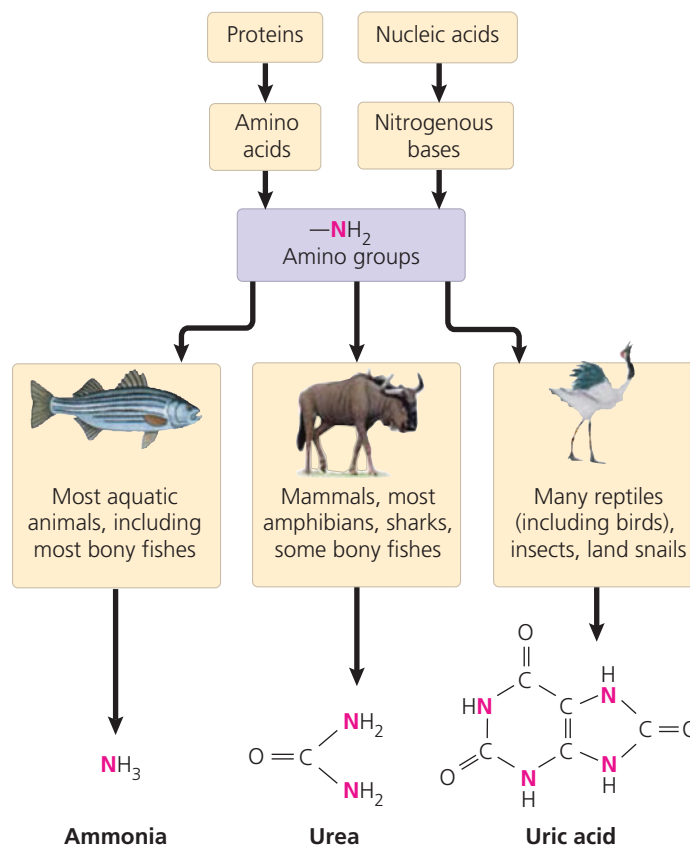 Proteins
Nucleic acids
Amino
acids
Nitrogenous
bases
—NH₂
Amino groups
Most aquatic
animals, including
most bony fishes
Mammals, most
amphibians, sharks,
some bony fishes
Many reptiles
(including birds),
insects, land snails
NH₃
O=C
NH₂
NH₂
O
C
HN
C
O
N
H
C
C
H
N
N
H
C=O
Ammonia
Urea
Uric acid